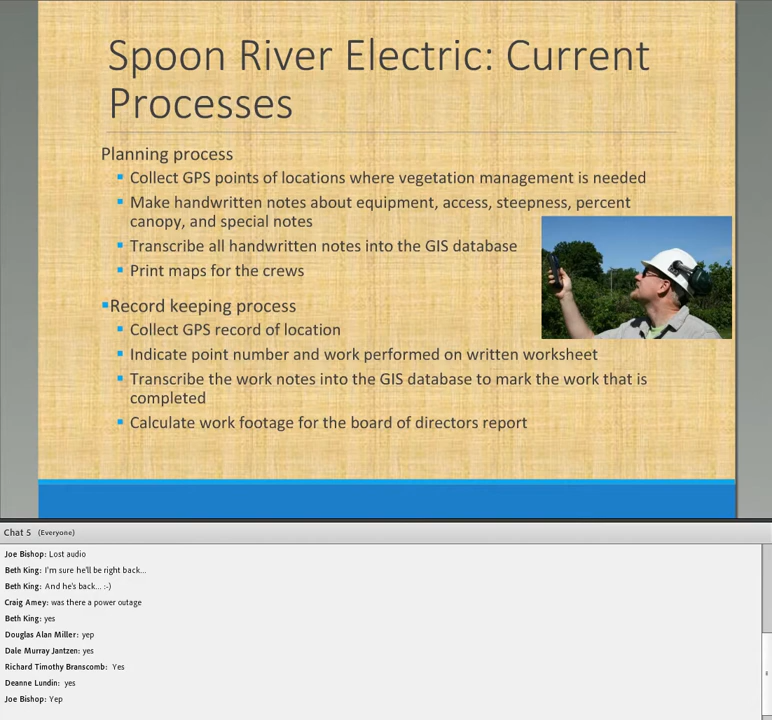 Spoon River Electric: Current
Processes
Planning process
Collect GPS points of locations where vegetation management is needed
Make handwritten notes about equipment, access, steepness, percent
canopy, and special notes
Transcribe all handwritten notes into the GIS database
Print maps for the crews
Record keeping process
Collect GPS record of location
Indicate point number and work performed on written worksheet
Transcribe the work notes into the GIS database to mark the work that is
completed
Calculate work footage for the board of directors report
Chat 5 (Everyone)
Joe Bishop: Lost audio
Beth King: I'm sure he'll be right back...
Beth King: And he's back... :-)
Craig Amey: was there a power outage
Beth King: yes
Douglas Alan Miller: yep
Dale Murray Jantzen: yes
Richard Timothy Branscomb: Yes
Deanne Lundin: yes
Joe Bishop: Yep